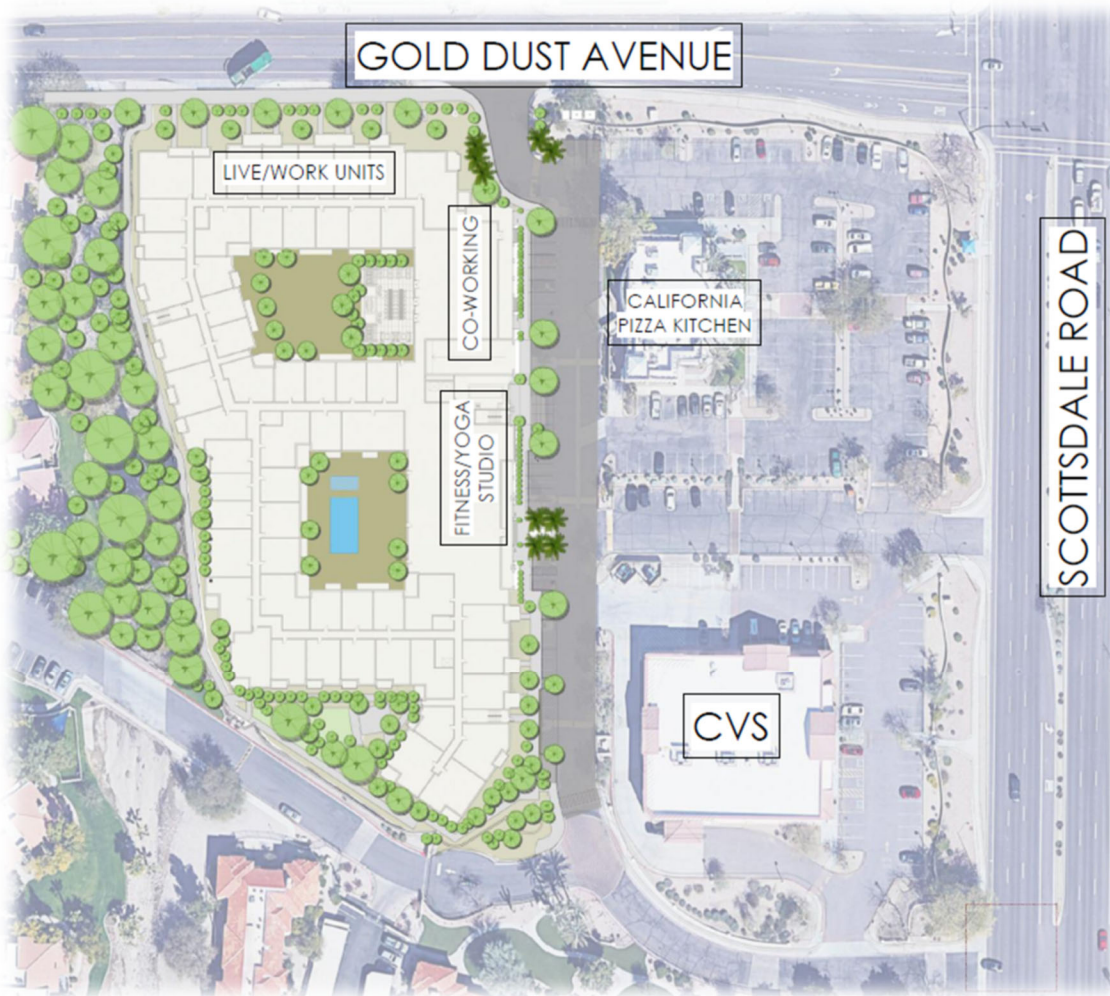 GOLD DUST AVENUE
LIVE/WORK UNITS
CO-WORKING
CALIFORNIA
PIZZA KITCHEN
SCOTTSDALE ROAD
FITNESS/YOGA
STUDIO
CVS